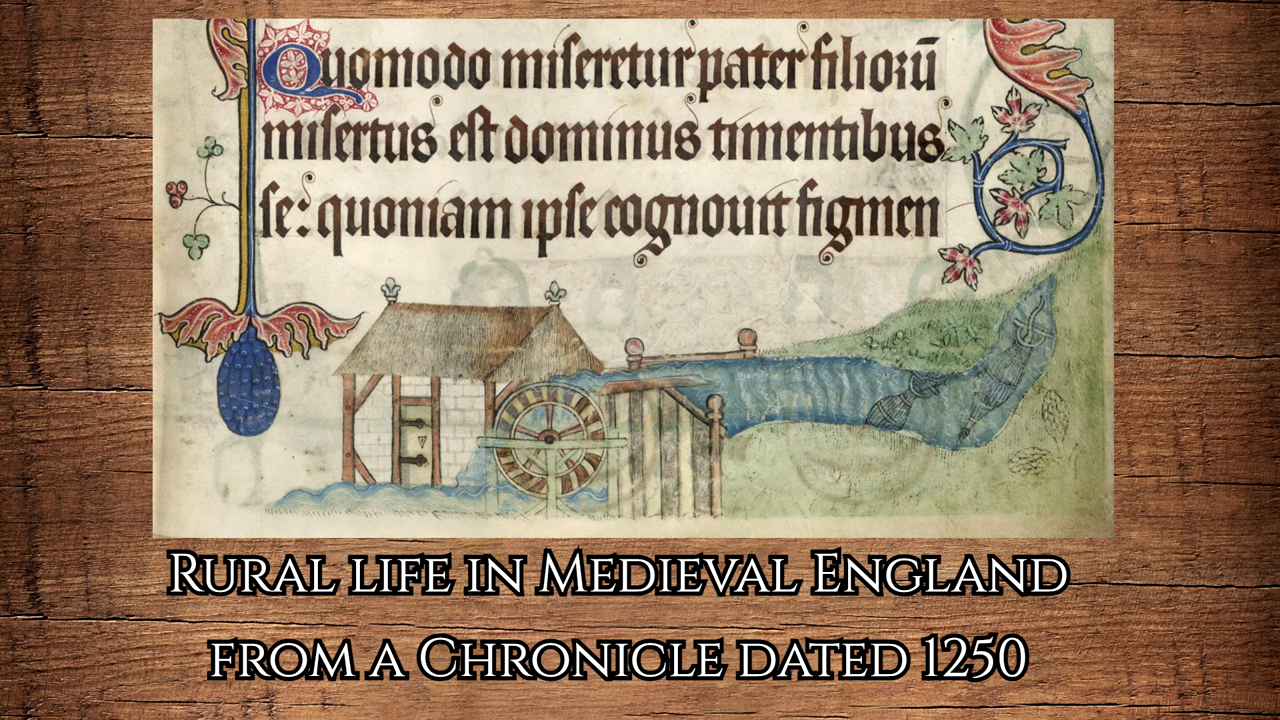 Quomodo miſeretur pater filioꝛū
miſertus eſt dominus timentibus
ſe: quoniam ipſe cognouit figmen
Rural life in Medieval England
from a Chronicle dated 1250